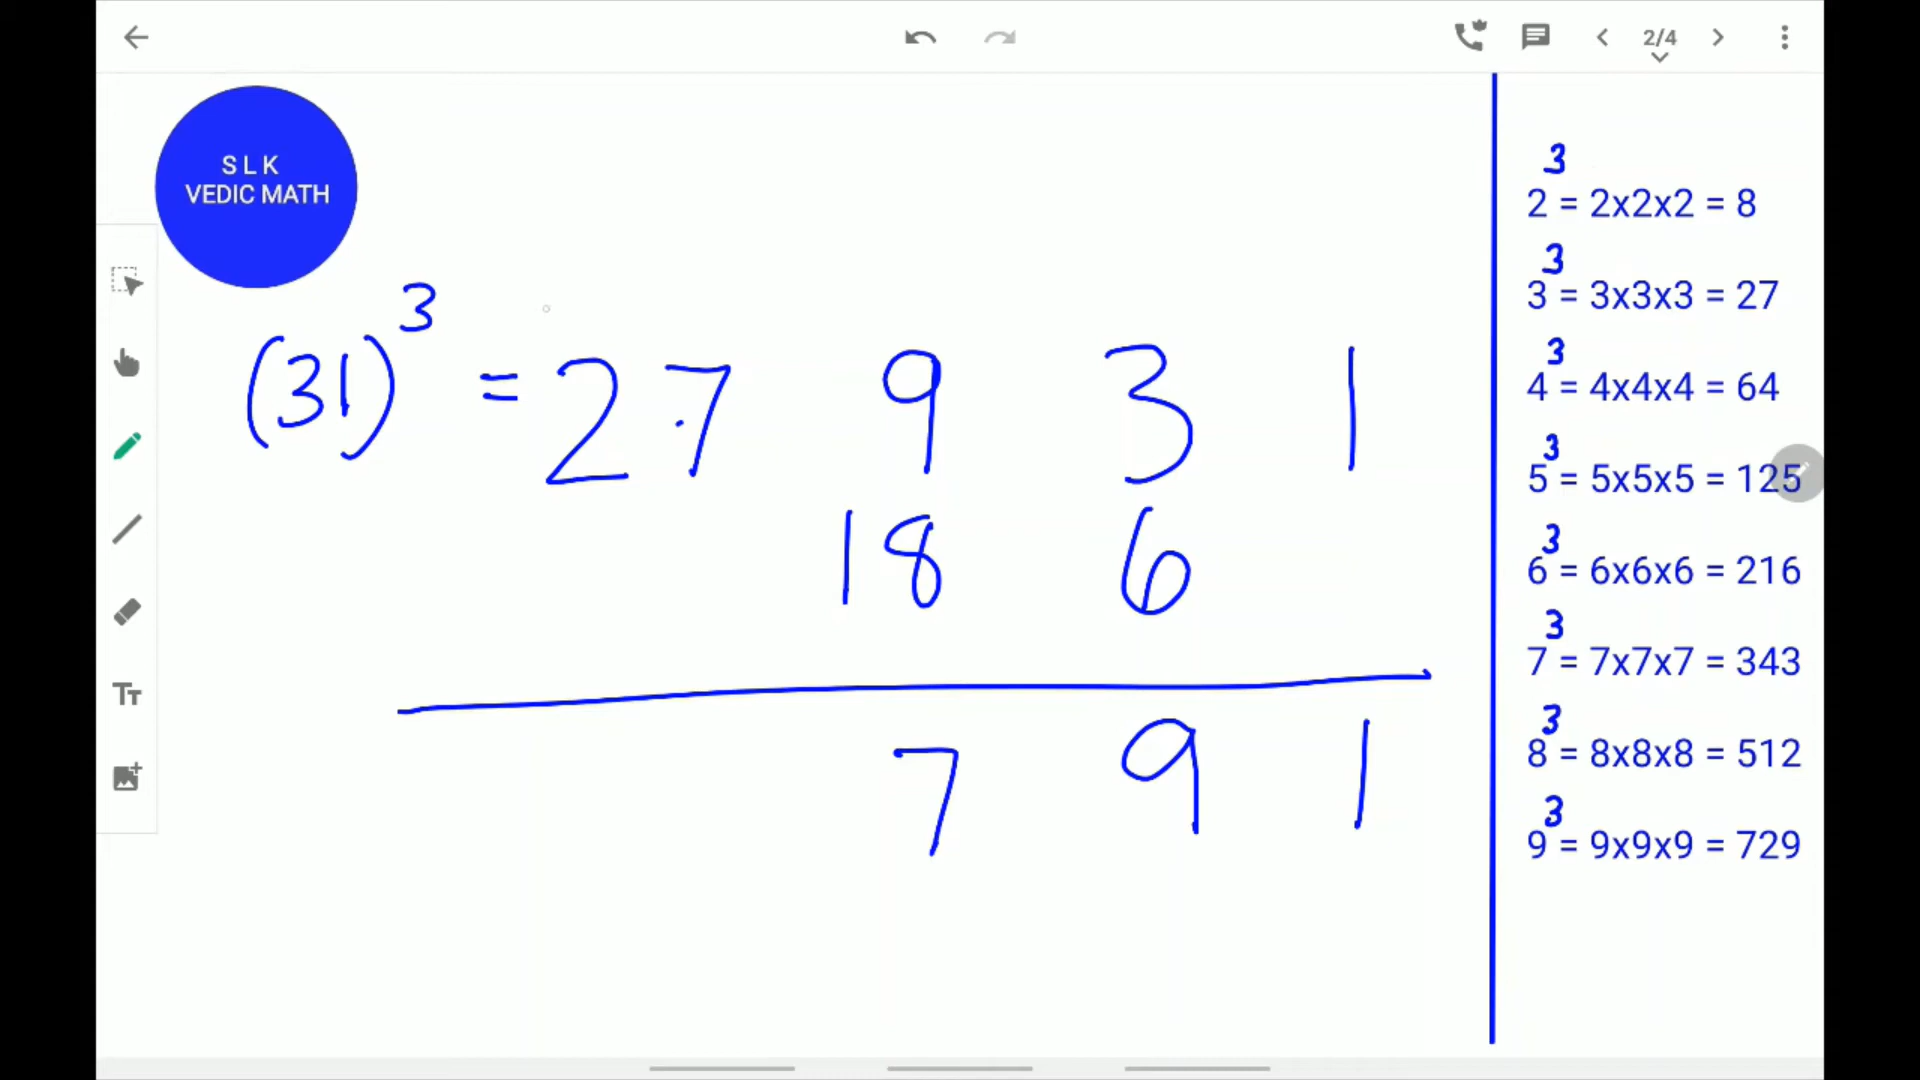 2/4
S L K
VEDIC MATH
(31)³ = 27 9 3 1
18 6
7 9 1
2³ = 2x2x2 = 8
3³ = 3x3x3 = 27
4³ = 4x4x4 = 64
5³ = 5x5x5 = 125
6³ = 6x6x6 = 216
7³ = 7x7x7 = 343
8³ = 8x8x8 = 512
9³ = 9x9x9 = 729
TT